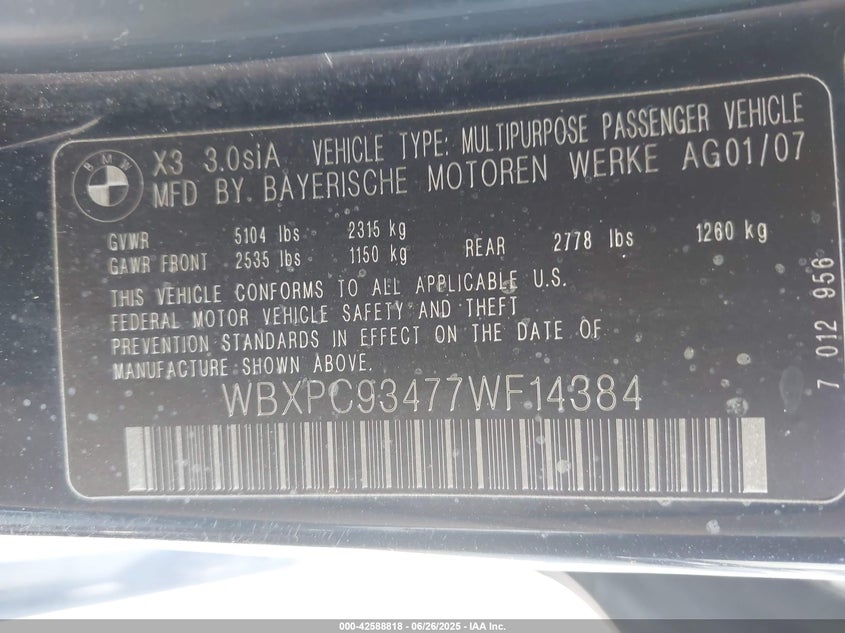 BMW
X3 3.0siA VEHICLE TYPE: MULTIPURPOSE PASSENGER VEHICLE
MFD BY BAYERISCHE MOTOREN WERKE AG01/07
GVWR 5104 lbs 2315 kg
GAWR FRONT 2535 lbs 1150 kg REAR 2778 lbs 1260 kg
THIS VEHICLE CONFORMS TO ALL APPLICABLE U.S.
FEDERAL MOTOR VEHICLE SAFETY AND THEFT
PREVENTION STANDARDS IN EFFECT ON THE DATE OF
MANUFACTURE SHOWN ABOVE.
WBXPC93477WF14384
7 012 956
000-42588818 - 06/26/2025 - IAA Inc.